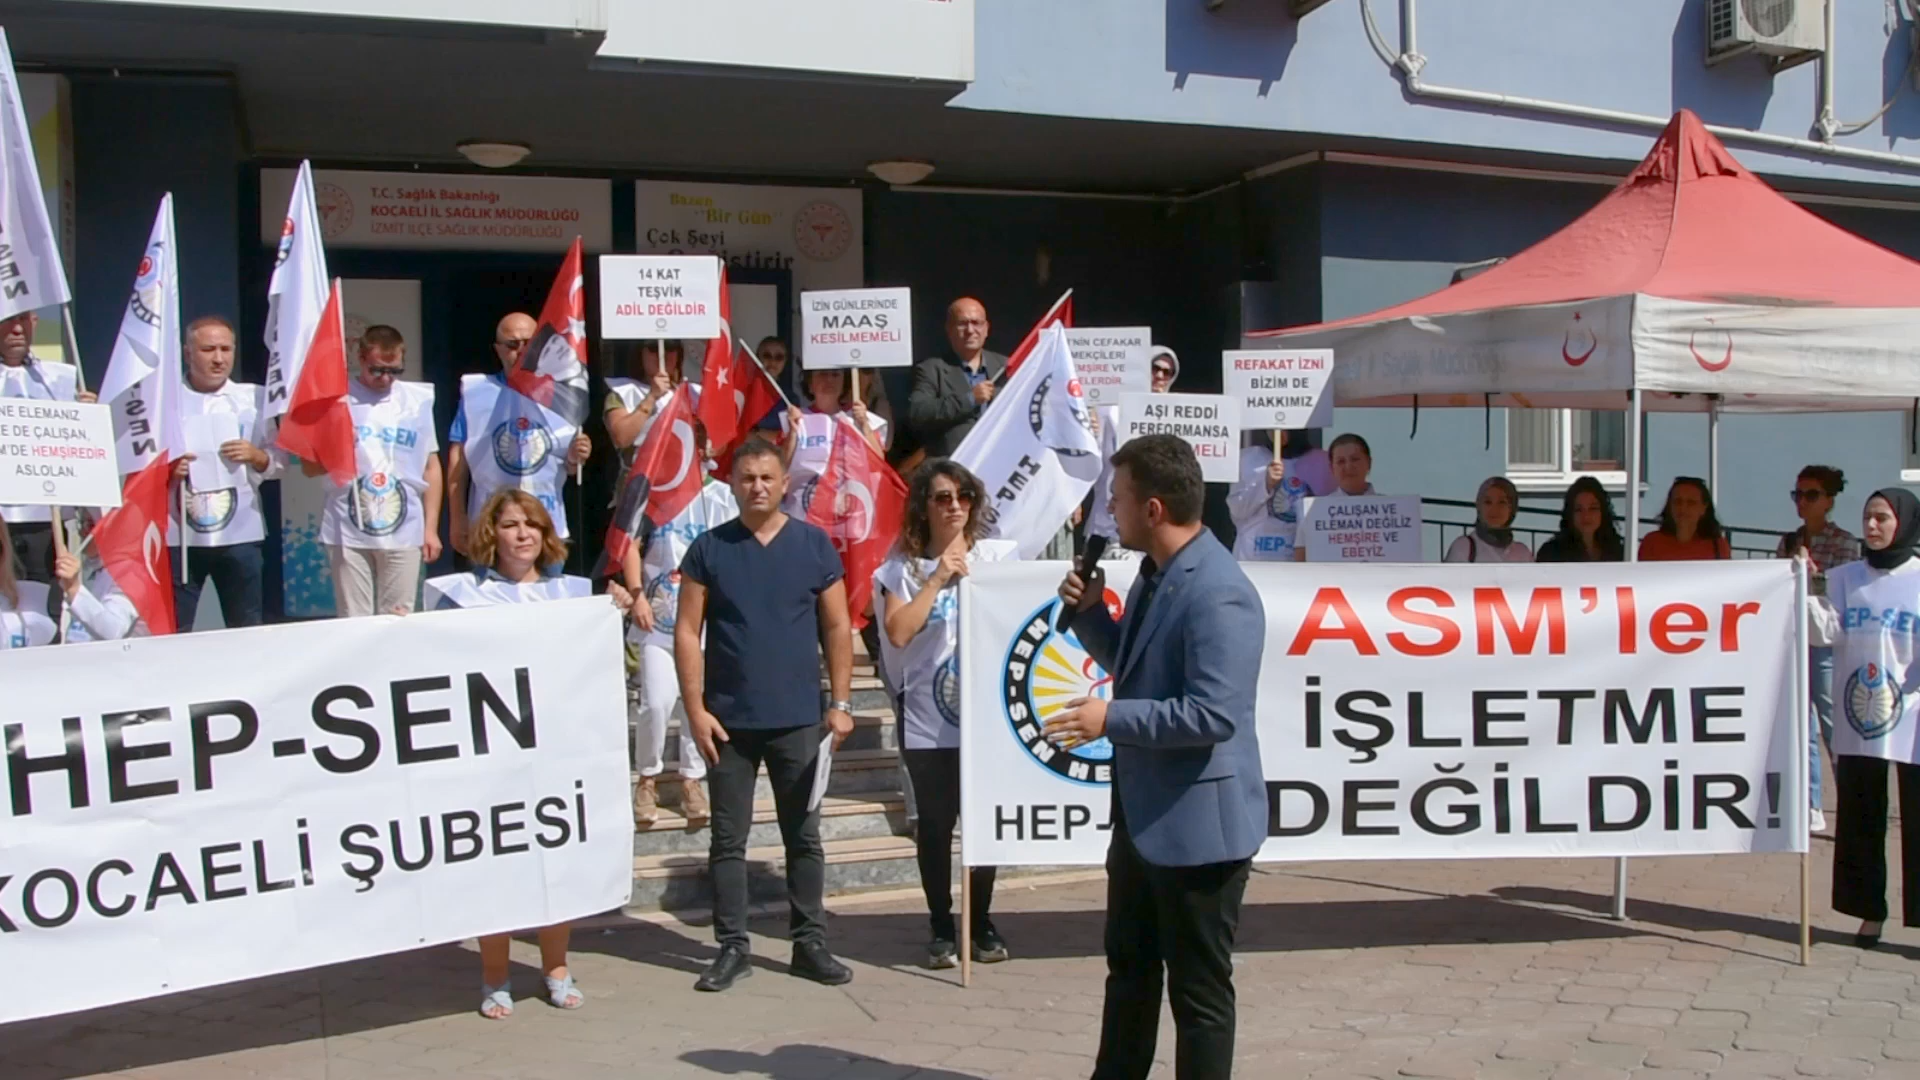 T.C. Sağlık Bakanlığı
KOCAELİ İL SAĞLIK MÜDÜRLÜĞÜ
İZMİT İLÇE SAĞLIK MÜDÜRLÜĞÜ
Bazen
"Bir Gün"
Çok Şeyi
14 KAT
TEŞVİK
ADİL DEĞİLDİR
İZİN GÜNLERİNDE
MAAŞ
KESİLMEMELİ
CEFAKAR
VE
REFAKAT İZNİ
BİZİM DE
HAKKIMIZ
AŞI REDDİ
PERFORMANSA
ÇALIŞAN VE
ELEMAN DEĞİLİZ
HEMŞİRE VE
EBEYİZ.
NE ELEMANIZ
DE ÇALIŞAN,
HEMŞİREDİR
ASLOLAN.
HEP-SEN
KOCAELİ ŞUBESİ
HEP-SEN
ASM'ler
İŞLETME
DEĞİLDİR!